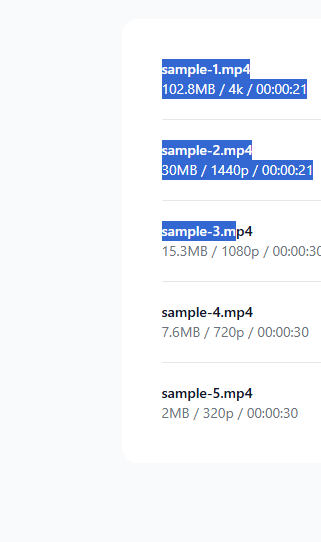 sample-1.mp4
102.8MB / 4k / 00:00:21
sample-2.mp4
30MB / 1440p / 00:00:21
sample-3.mp4
15.3MB / 1080p / 00:00:30
sample-4.mp4
7.6MB / 720p / 00:00:30
sample-5.mp4
2MB / 320p / 00:00:30